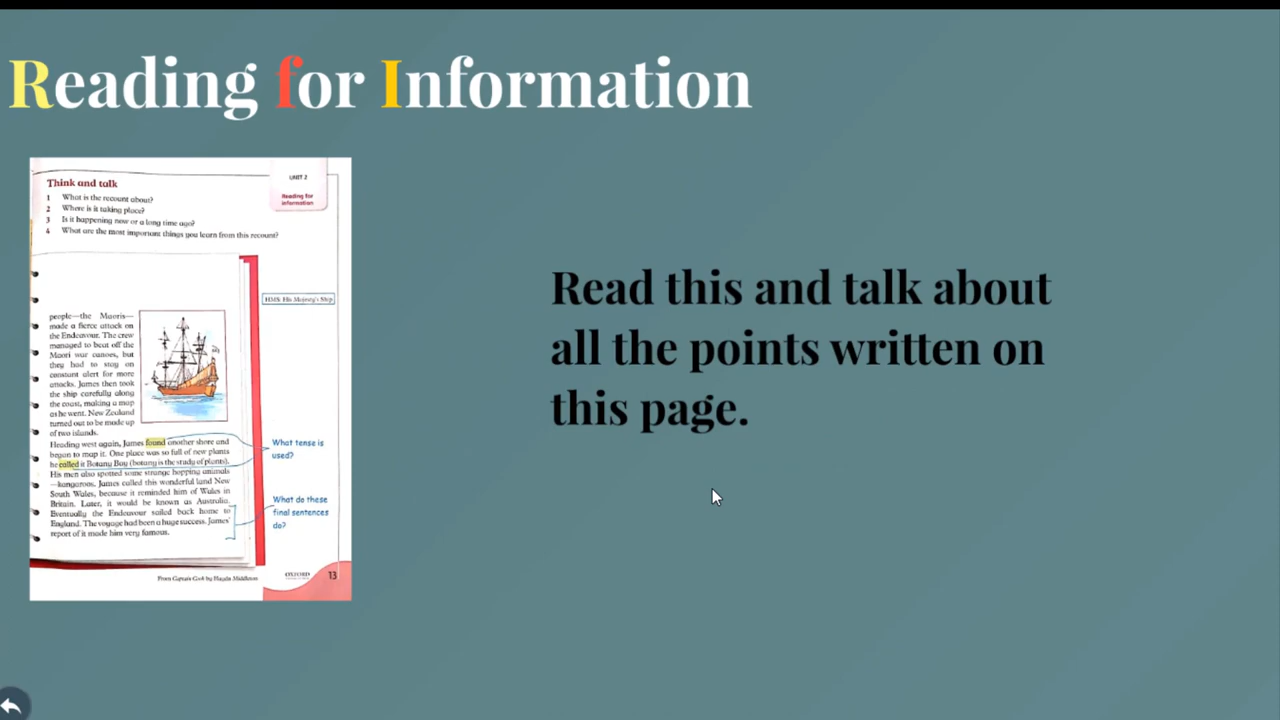 Reading for Information
UNIT 2
Reading for
information
Think and talk
1 What is the recount about?
2 Where is it taking place?
3 Is it happening now or a long time ago?
4 What are the most important things you learn from this recount?
HMS: His Majesty's Ship
people—the Maoris—
made a fierce attack on
the Endeavour. The crew
managed to beat off the
Maori war canoes, but
they had to stay on
constant alert for more
attacks. James then took
the ship carefully along
the coast, making a map
as he went. New Zealand
turned out to be made up
of two islands.
Heading west again, James found another shore and
began to map it. One place was so full of new plants
he called it Botany Bay (botany is the study of plants).
His men also spotted some strange hopping animals
—kangaroos. James called this wonderful land New
South Wales, because it reminded him of Wales in
Britain. Later, it would be known as Australia.
Eventually the Endeavour sailed back home to
England. The voyage had been a huge success. James'
report of it made him very famous.
What tense is
used?
What do these
final sentences
do?
From Captain Cook by Haydn Middleton
OXFORD
13
Read this and talk about
all the points written on
this page.